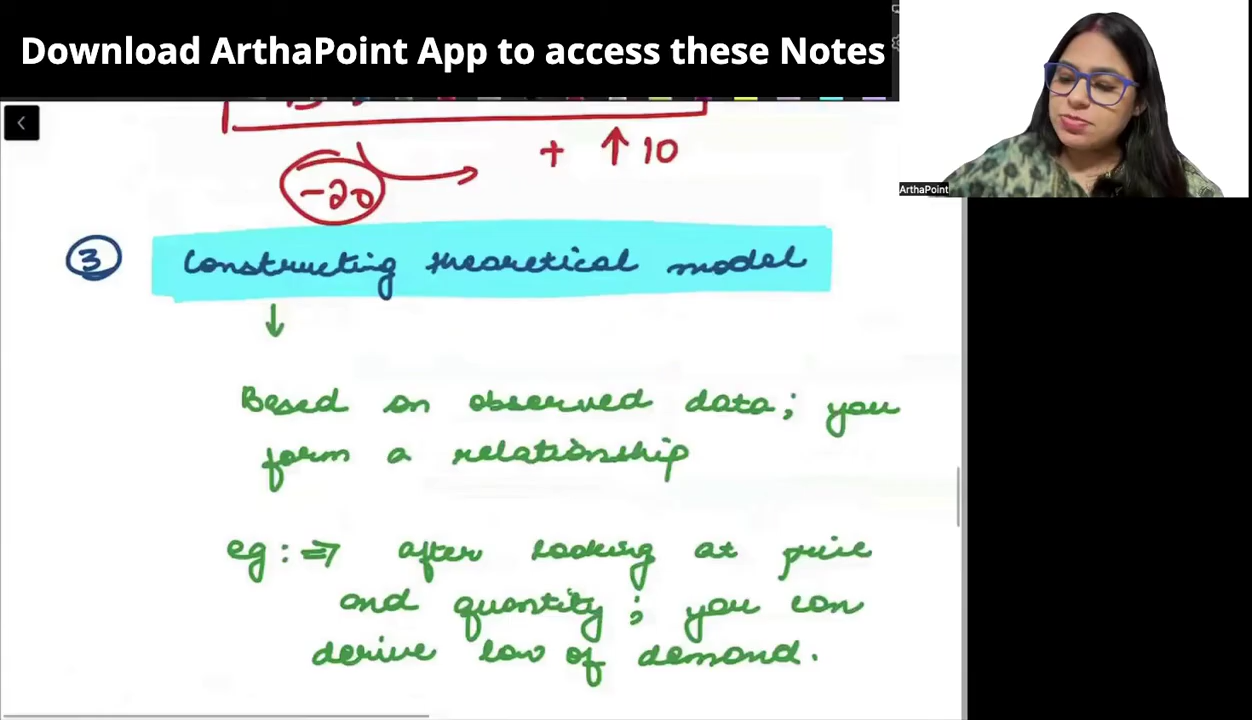 Download ArthaPoint App to access these Notes
+ ↑ 10
-20
ArthaPoint
3 Constructing theoretical model
↓
Based on observed data; you
form a relationship
eg: ⇒ after looking at price
and quantity; you can
derive law of demand.